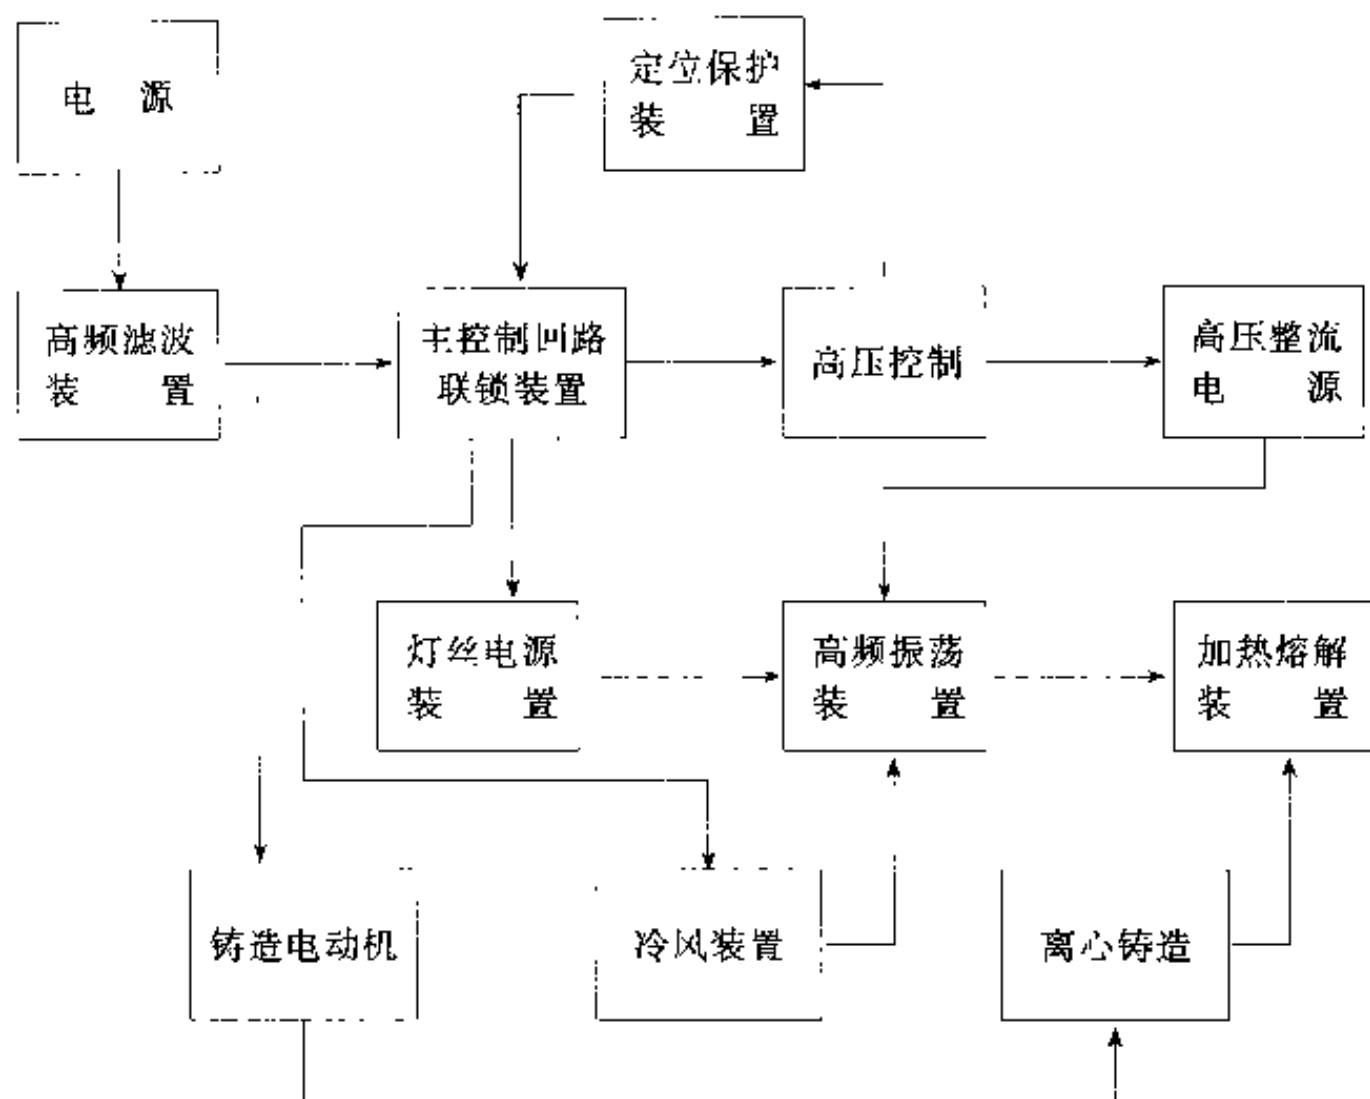 电 源
定位保护
装 置
高频滤波
装 置
主控制回路
联锁装置
高压控制
高压整流
电 源
灯丝电源
装 置
高频振荡
装 置
加热熔解
装 置
铸造电动机
冷风装置
离心铸造